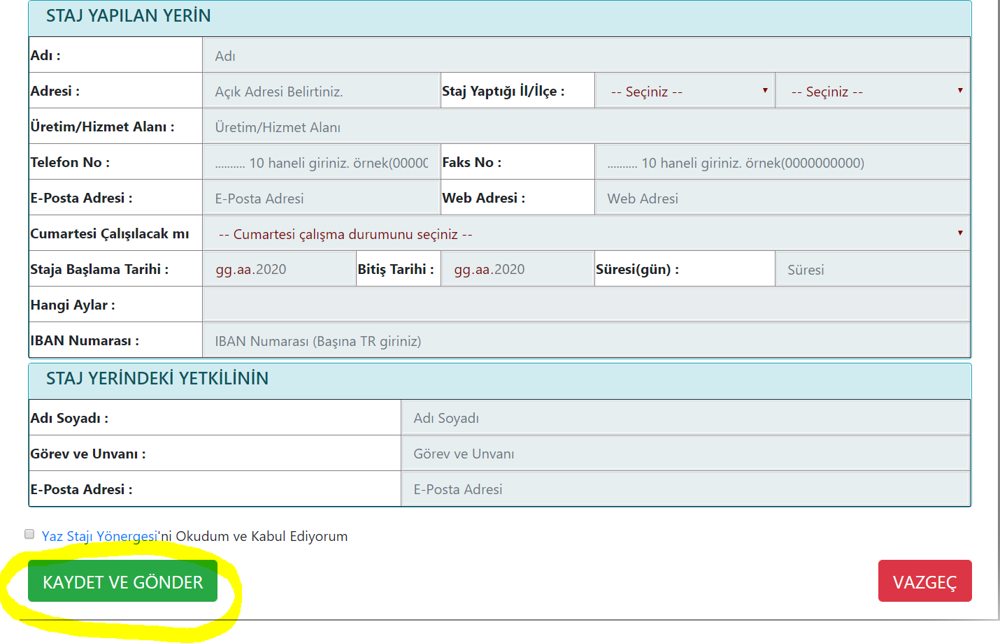 STAJ YAPILAN YERİN
Adı : Adı
Adresi : Açık Adresi Belirtiniz. Staj Yaptığı İl/İlçe : -- Seçiniz -- -- Seçiniz --
Üretim/Hizmet Alanı : Üretim/Hizmet Alanı
Telefon No : .......... 10 haneli giriniz. örnek(00000 Faks No : .......... 10 haneli giriniz. örnek(0000000000)
E-Posta Adresi : E-Posta Adresi Web Adresi : Web Adresi
Cumartesi Çalışılacak mı -- Cumartesi çalışma durumunu seçiniz --
Staja Başlama Tarihi : gg.aa.2020 Bitiş Tarihi : gg.aa.2020 Süresi(gün) : Süresi
Hangi Aylar :
IBAN Numarası : IBAN Numarası (Başına TR giriniz)
STAJ YERİNDEKİ YETKİLİNİN
Adı Soyadı : Adı Soyadı
Görev ve Unvanı : Görev ve Unvanı
E-Posta Adresi : E-Posta Adresi
Yaz Stajı Yönergesi'ni Okudum ve Kabul Ediyorum
KAYDET VE GÖNDER VAZGEÇ